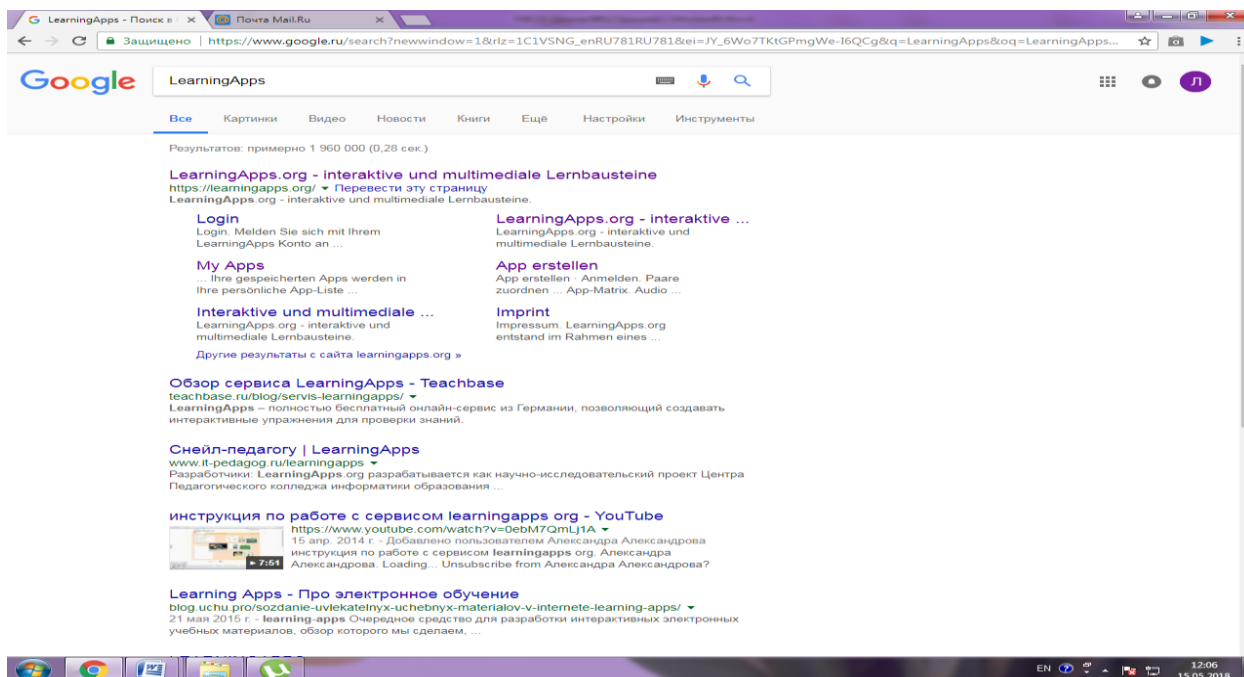 LearningApps - Поиск в
Почта Mail.Ru
Защищено | https://www.google.ru/search?newwindow=1&rlz=1C1VSNG_enRU781RU781&ei=JY_6Wo7TKtGPmgWe-I6QCg&q=LearningApps&oq=LearningApps...
Google
LearningApps
Л
Все Картинки Видео Новости Книги Ещё Настройки Инструменты
Результатов: примерно 1 960 000 (0,28 сек.)
LearningApps.org - interaktive und multimediale Lernbausteine
https://learningapps.org/ ▾ Перевести эту страницу
LearningApps.org - interaktive und multimediale Lernbausteine.
Login
Login. Melden Sie sich mit Ihrem
LearningApps Konto an ...
LearningApps.org - interaktive ...
LearningApps.org - interaktive und
multimediale Lernbausteine.
My Apps
... Ihre gespeicherten Apps werden in
Ihre persönliche App-Liste ...
App erstellen
App erstellen · Anmelden. Paare
zuordnen ... App-Matrix. Audio ...
Interaktive und multimediale ...
LearningApps.org - interaktive und
multimediale Lernbausteine.
Imprint
Impressum. LearningApps.org
entstand im Rahmen eines ...
Другие результаты с сайта learningapps.org »
Обзор сервиса LearningApps - Teachbase
teachbase.ru/blog/servis-learningapps/ ▾
LearningApps – полностью бесплатный онлайн-сервис из Германии, позволяющий создавать
интерактивные упражнения для проверки знаний.
Снейл-педагогу | LearningApps
www.it-pedagog.ru/learningapps ▾
Разработчики: LearningApps.org разрабатывается как научно-исследовательский проект Центра
Педагогического колледжа информатики образования ...
инструкция по работе с сервисом learningapps org - YouTube
https://www.youtube.com/watch?v=0ebM7QmLj1A ▾
15 апр. 2014 г. - Добавлено пользователем Александра Александрова
инструкция по работе с сервисом learningapps org. Александра
Александрова. Loading... Unsubscribe from Александра Александрова?
7:51
Learning Apps - Про электронное обучение
blog.uchu.pro/sozdanie-uvlekatelnyx-uchebnyx-materialov-v-internete-learning-apps/ ▾
21 мая 2015 г. - learning-apps Очередное средство для разработки интерактивных электронных
учебных материалов, обзор которого мы сделаем, ...
EN
12:06
15.05.2018